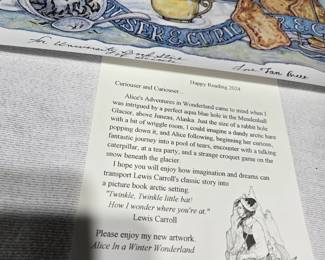 SER & CURIO
Love Jan Brett
Happy Reading 2024
Curiouser and Curiouser...
Alice's Adventures in Wonderland came to mind when I
was intrigued by a perfect aqua blue hole in the Mendenhall
Glacier, above Juneau, Alaska. Just the size of a rabbit hole
with a bit of wriggle room, I could imagine a dandy arctic hare
popping down it, and Alice following, beginning her curious,
fantastic journey into a pool of tears, encounter with a talking
caterpillar, at a tea party, and a strange croquet game on the
snow beneath the glacier.
I hope you will enjoy how imagination and dreams can
transport Lewis Carroll's classic story into
a picture book arctic setting.
"Twinkle, Twinkle little bat!
How I wonder where you're at."
Lewis Carroll
Please enjoy my new artwork.
Alice In a Winter Wonderland